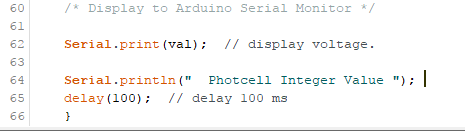 60 /* Display to Arduino Serial Monitor */
61
62 Serial.print(val); // display voltage.
63
64 Serial.println("  Photcell Integer Value ");
65 delay(100); // delay 100 ms
66 }